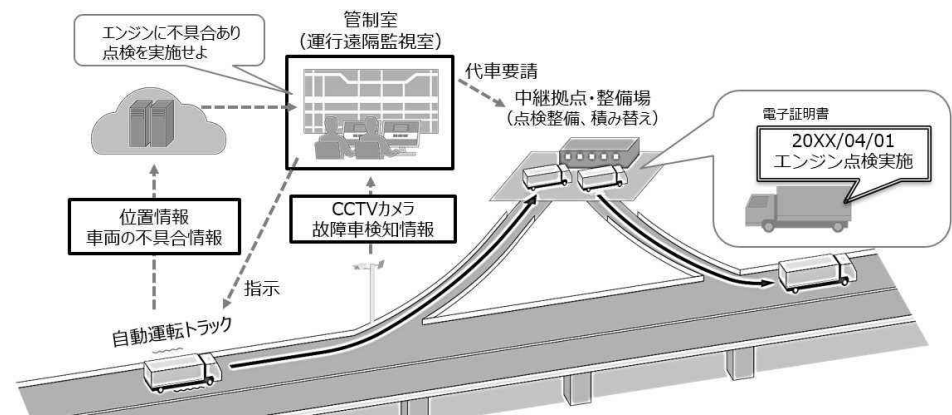 エンジンに不具合あり
点検を実施せよ
管制室
（運行遠隔監視室）
代車要請
中継拠点・整備場
（点検整備、積み替え）
電子証明書
20XX/04/01
エンジン点検実施
位置情報
車両の不具合情報
CCTVカメラ
故障車検知情報
指示
自動運転トラック